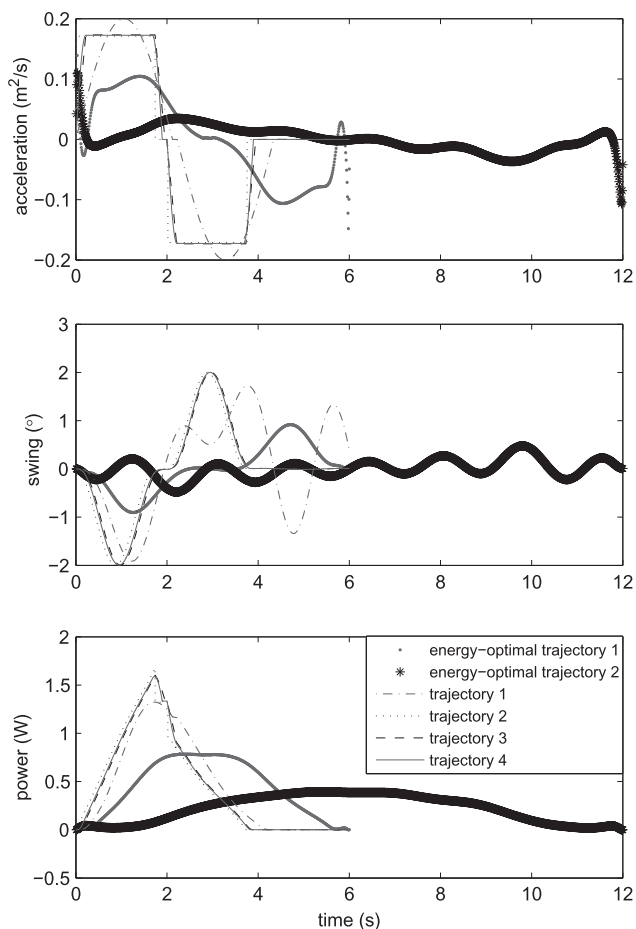 0.2
0.1
0
−0.1
−0.2
acceleration (m²/s)
0 2 4 6 8 10 12
3
2
1
0
−1
−2
swing (°)
0 2 4 6 8 10 12
2
1.5
1
0.5
0
−0.5
power (W)
energy−optimal trajectory 1
energy−optimal trajectory 2
trajectory 1
trajectory 2
trajectory 3
trajectory 4
0 2 4 6 8 10 12
time (s)